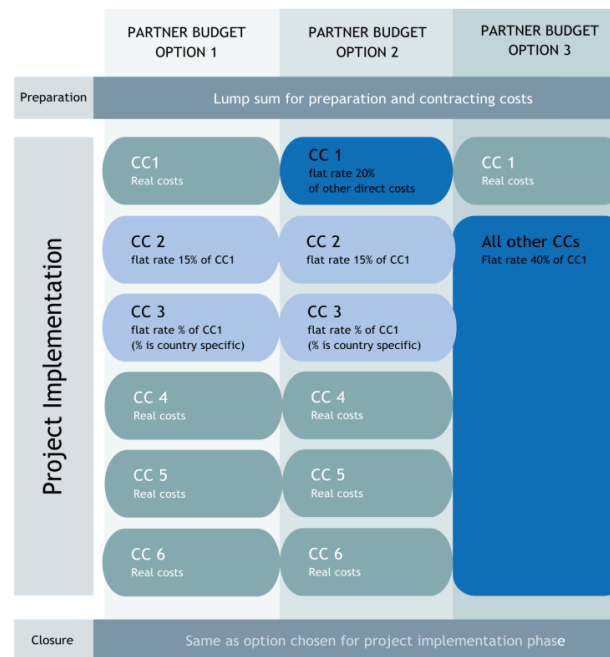 PARTNER BUDGET
OPTION 1
PARTNER BUDGET
OPTION 2
PARTNER BUDGET
OPTION 3
Preparation
Lump sum for preparation and contracting costs
Project Implementation
CC1
Real costs
CC 1
flat rate 20%
of other direct costs
CC 1
Real costs
CC 2
flat rate 15% of CC1
CC 2
flat rate 15% of CC1
All other CCs
Flat rate 40% of CC1
CC 3
flat rate % of CC1
(% is country specific)
CC 3
flat rate % of CC1
(% is country specific)
CC 4
Real costs
CC 4
Real costs
CC 5
Real costs
CC 5
Real costs
CC 6
Real costs
CC 6
Real costs
Closure
Same as option chosen for project implementation phase